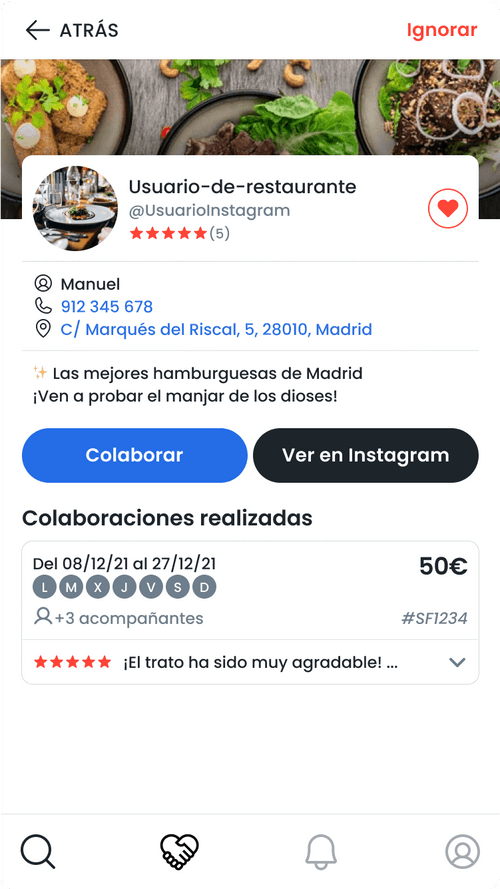 ATRÁS
Ignorar
Usuario-de-restaurante
@UsuarioInstagram
(5)
Manuel
912 345 678
C/ Marqués del Riscal, 5, 28010, Madrid
✨ Las mejores hamburguesas de Madrid
¡Ven a probar el manjar de los dioses!
Colaborar
Ver en Instagram
Colaboraciones realizadas
Del 08/12/21 al 27/12/21
50€
L M X J V S D
+3 acompañantes
#SF1234
¡El trato ha sido muy agradable! ...